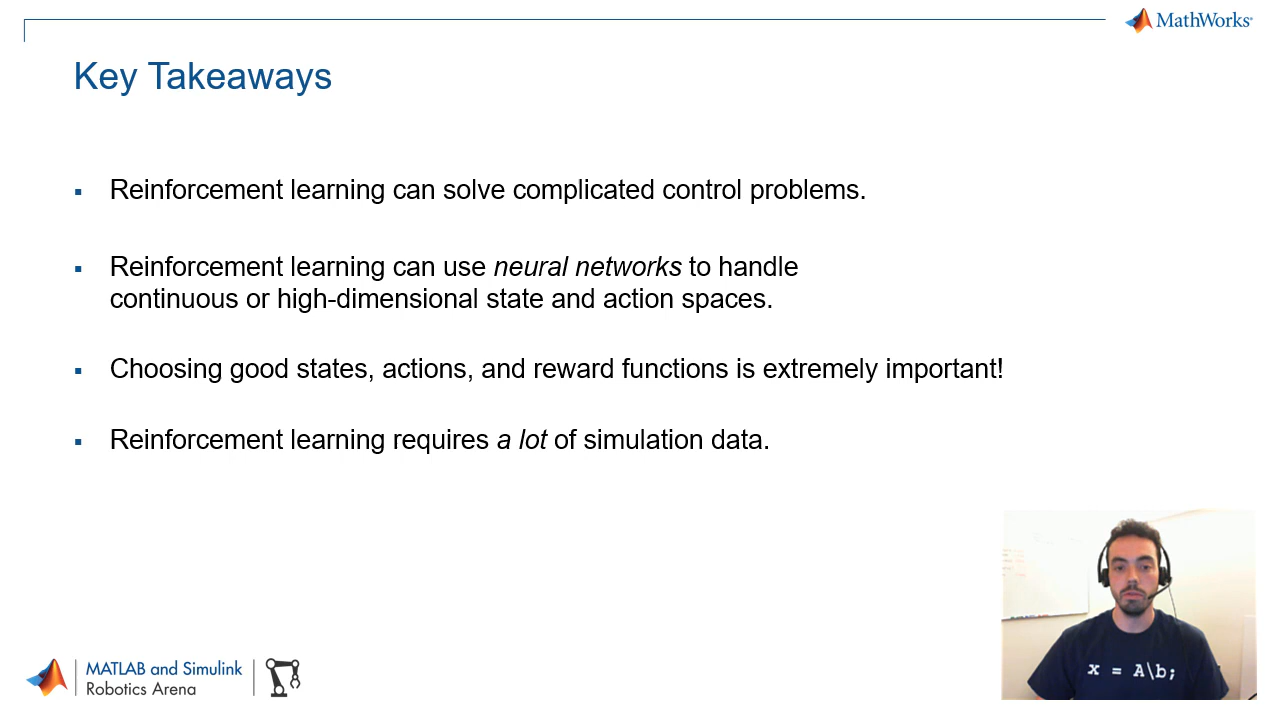 MathWorks
Key Takeaways
▪ Reinforcement learning can solve complicated control problems.
▪ Reinforcement learning can use neural networks to handle
continuous or high-dimensional state and action spaces.
▪ Choosing good states, actions, and reward functions is extremely important!
▪ Reinforcement learning requires a lot of simulation data.
x = A\b;
MATLAB and Simulink
Robotics Arena